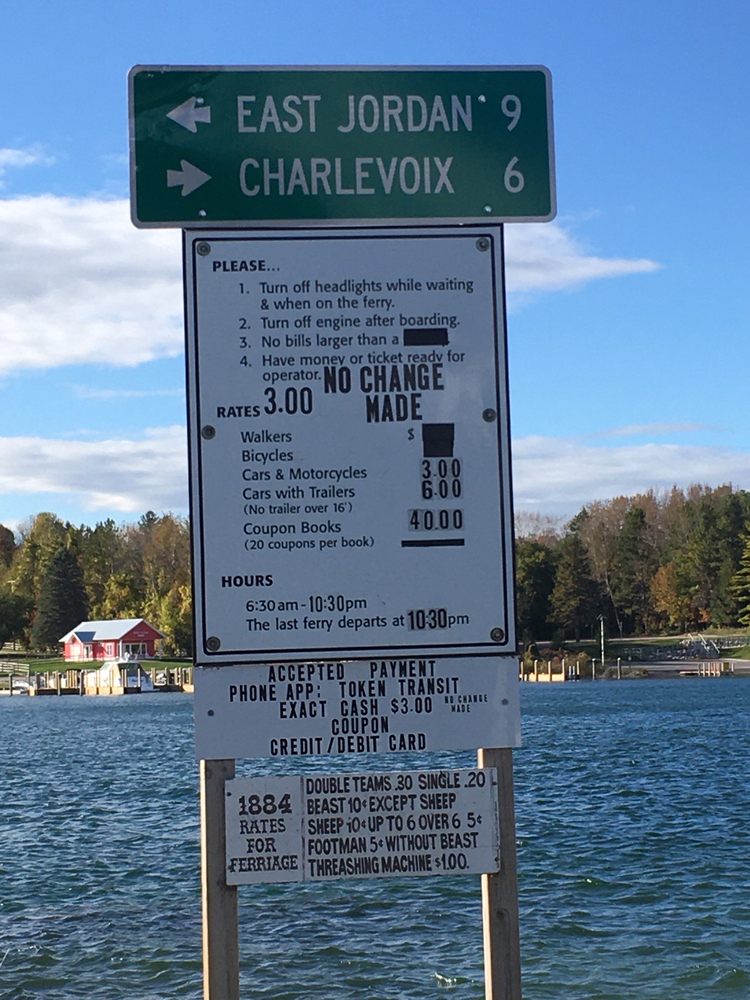 EAST JORDAN 9
CHARLEVOIX 6
PLEASE...
1. Turn off headlights while waiting
& when on the ferry.
2. Turn off engine after boarding.
3. No bills larger than a
4. Have money or ticket ready for
operator. NO CHANGE
MADE
RATES 3.00
Walkers $
Bicycles
Cars & Motorcycles 3.00
Cars with Trailers 6.00
(No trailer over 16')
Coupon Books 40.00
(20 coupons per book)
HOURS
6:30am - 10:30pm
The last ferry departs at 10:30pm
ACCEPTED PAYMENT
PHONE APP: TOKEN TRANSIT
EXACT CASH $3.00 NO CHANGE
MADE
COUPON
CREDIT/DEBIT CARD
1884
RATES
FOR
FERRIAGE
DOUBLE TEAMS .30 SINGLE .20
BEAST 10¢ EXCEPT SHEEP
SHEEP 10¢ UP TO 6 OVER 6 5¢
FOOTMAN 5¢ WITHOUT BEAST
THREASHING MACHINE $1.00.